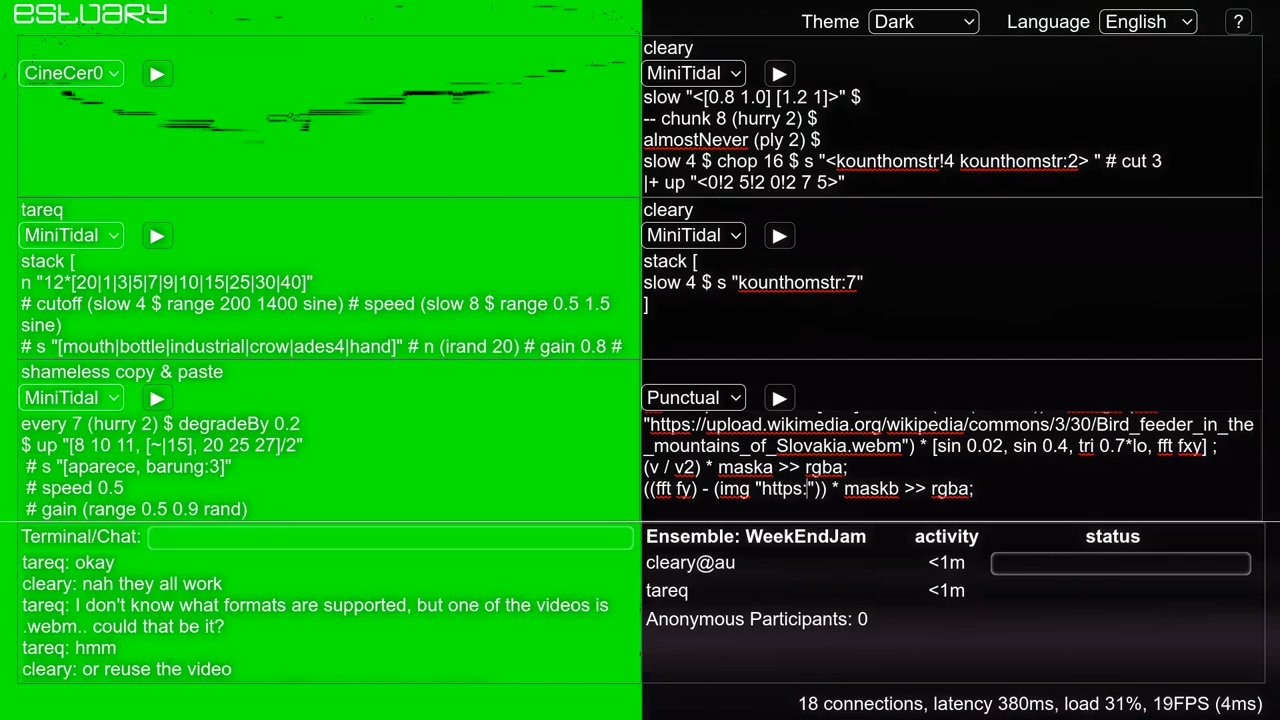 estuary
Theme Dark Language English ?
CineCer0
tareq
MiniTidal
stack [
n "12*[20|1|3|5|7|9|10|15|25|30|40]"
# cutoff (slow 4 $ range 200 1400 sine) # speed (slow 8 $ range 0.5 1.5
sine)
# s "[mouth|bottle|industrial|crow|ades4|hand]" # n (irand 20) # gain 0.8 #
shameless copy & paste
MiniTidal
every 7 (hurry 2) $ degradeBy 0.2
$ up "[8 10 11, [~|15], 20 25 27]/2"
# s "[aparece, barung:3]"
# speed 0.5
# gain (range 0.5 0.9 rand)
cleary
MiniTidal
slow "<[0.8 1.0] [1.2 1]>" $
-- chunk 8 (hurry 2) $
almostNever (ply 2) $
slow 4 $ chop 16 $ s "<kounthomstr!4 kounthomstr:2> " # cut 3
|+ up "<0!2 5!2 0!2 7 5>"
cleary
MiniTidal
stack [
slow 4 $ s "kounthomstr:7"
]
Punctual
"https://upload.wikimedia.org/wikipedia/commons/3/30/Bird_feeder_in_the
_mountains_of_Slovakia.webm") * [sin 0.02, sin 0.4, tri 0.7*lo, fft fxy] ;
(v / v2) * maska >> rgba;
((fft fy) - (img "https:")) * maskb >> rgba;
Terminal/Chat:
tareq: okay
cleary: nah they all work
tareq: I don't know what formats are supported, but one of the videos is
.webm.. could that be it?
tareq: hmm
cleary: or reuse the video
Ensemble: WeekEndJam activity status
cleary@au <1m
tareq <1m
Anonymous Participants: 0
18 connections, latency 380ms, load 31%, 19FPS (4ms)